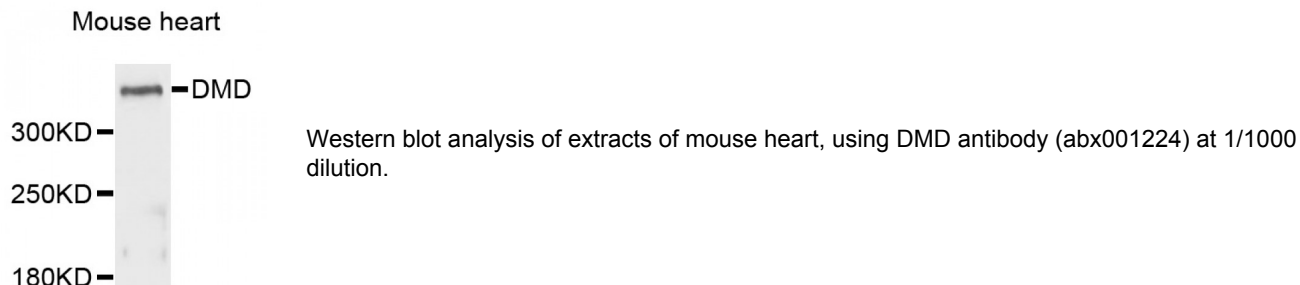 Mouse heart
DMD
300KD
Western blot analysis of extracts of mouse heart, using DMD antibody (abx001224) at 1/1000
dilution.
250KD
180KD